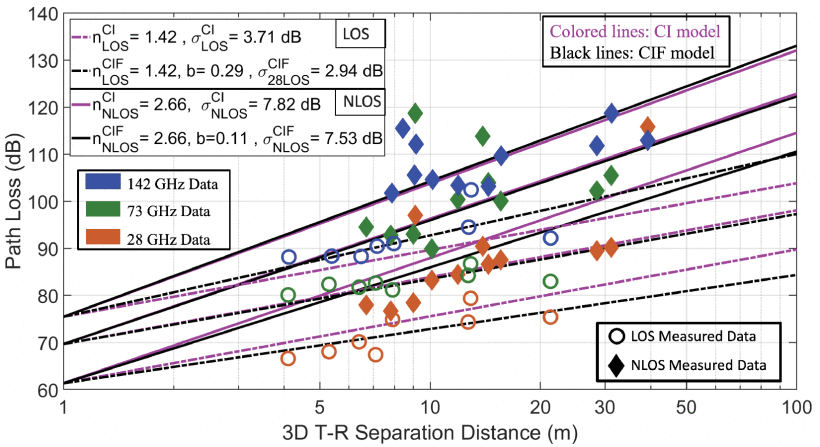 140
130
120
110
100
90
80
70
60
Path Loss (dB)
n^CI_LOS = 1.42 , σ^CI_LOS = 3.71 dB
LOS
n^CIF_LOS = 1.42, b= 0.29 , σ^CIF_28LOS = 2.94 dB
n^CI_NLOS = 2.66, σ^CI_NLOS = 7.82 dB
NLOS
n^CIF_NLOS = 2.66, b=0.11 , σ^CIF_NLOS = 7.53 dB
Colored lines: CI model
Black lines: CIF model
142 GHz Data
73 GHz Data
28 GHz Data
LOS Measured Data
NLOS Measured Data
1 5 10 20 30 50 100
3D T-R Separation Distance (m)